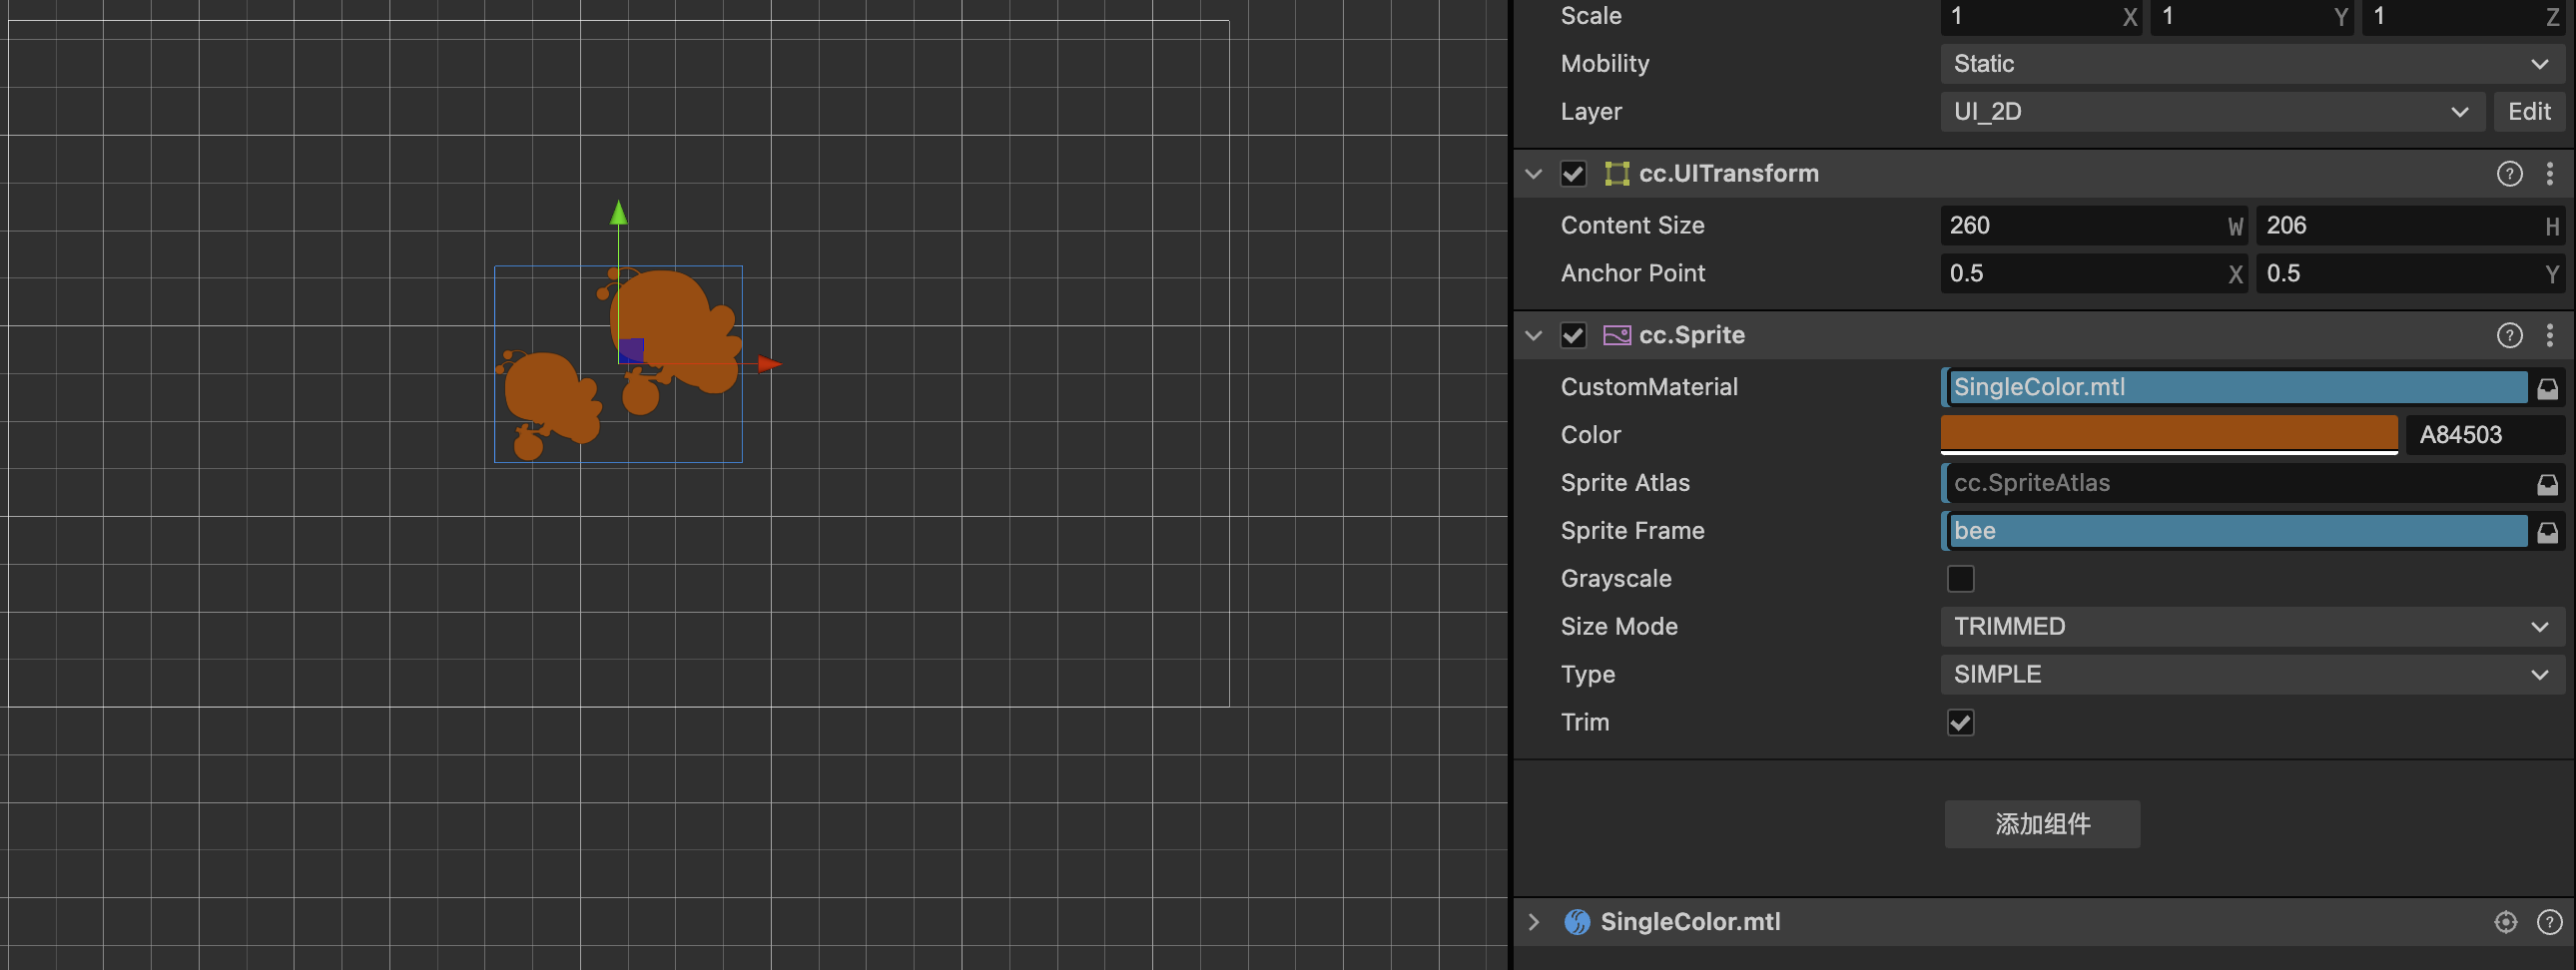 Scale 1 X 1 Y 1 Z
Mobility Static
Layer UI_2D Edit
cc.UITransform ?
Content Size 260 W 206 H
Anchor Point 0.5 X 0.5 Y
cc.Sprite ?
CustomMaterial SingleColor.mtl
Color A84503
Sprite Atlas cc.SpriteAtlas
Sprite Frame bee
Grayscale
Size Mode TRIMMED
Type SIMPLE
Trim
添加组件
SingleColor.mtl ?